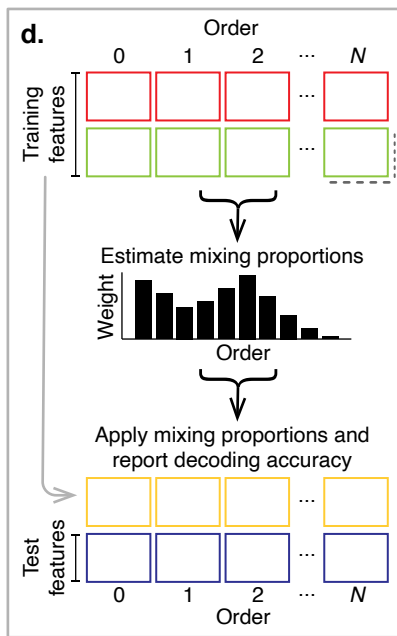 d.
Order
0 1 2 ... N
Training
features
...
...
Estimate mixing proportions
Weight
Order
Apply mixing proportions and
report decoding accuracy
...
Test
features
...
0 1 2 ... N
Order